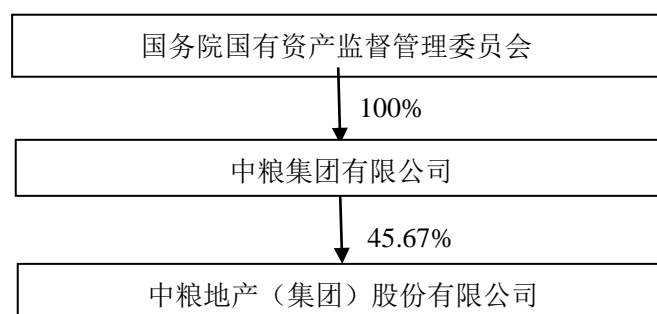 国务院国有资产监督管理委员会
100%
中粮集团有限公司
45.67%
中粮地产（集团）股份有限公司